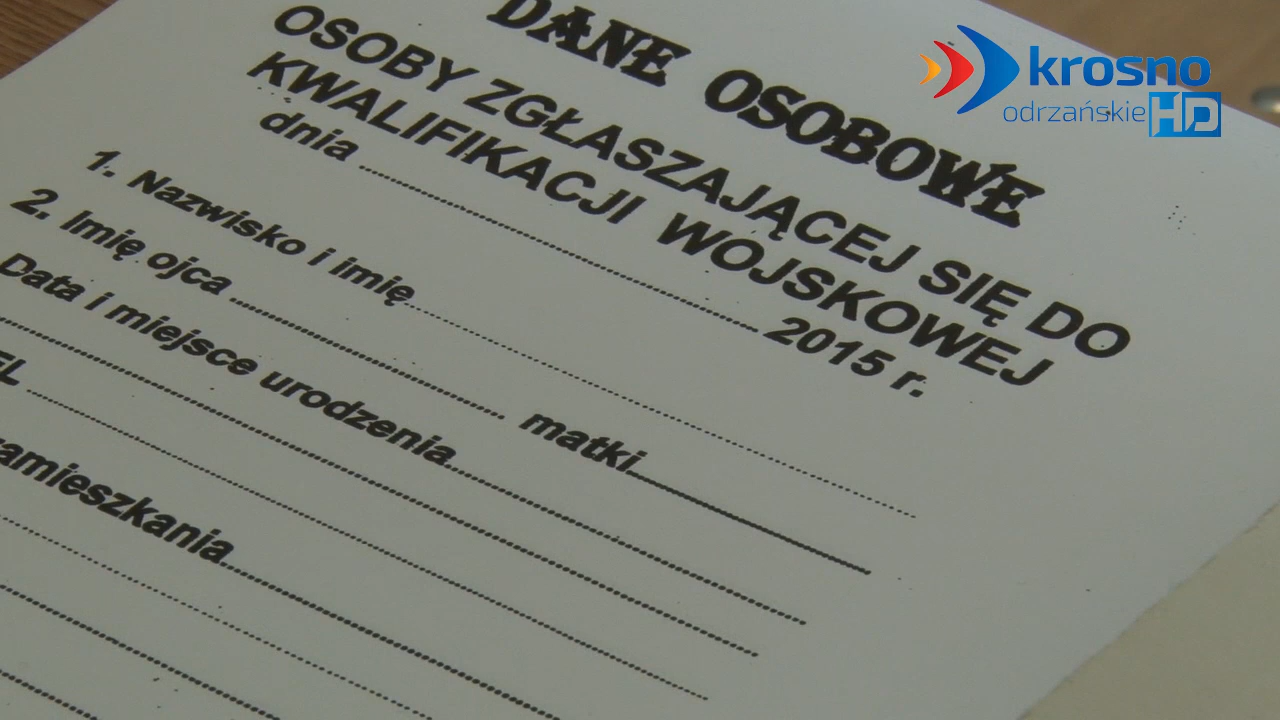 krosno
odrzańskie HD
DANE OSOBOWE
OSOBY ZGŁASZAJĄCEJ SIĘ DO
KWALIFIKACJI WOJSKOWEJ
dnia ........................ 2015 r.
1. Nazwisko i imię........................
2. Imię ojca ........................ matki........................
Data i miejsce urodzenia........................
EL ........................
amieszkania........................